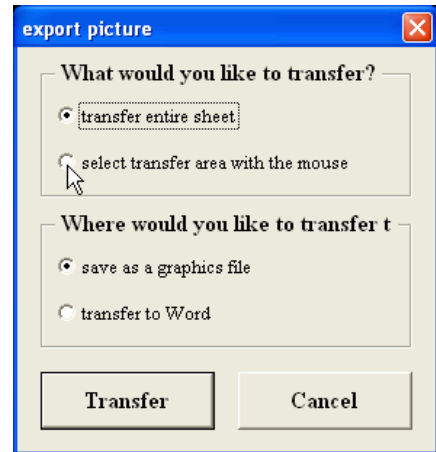 export picture
What would you like to transfer?
transfer entire sheet
select transfer area with the mouse
Where would you like to transfer t
save as a graphics file
transfer to Word
Transfer
Cancel